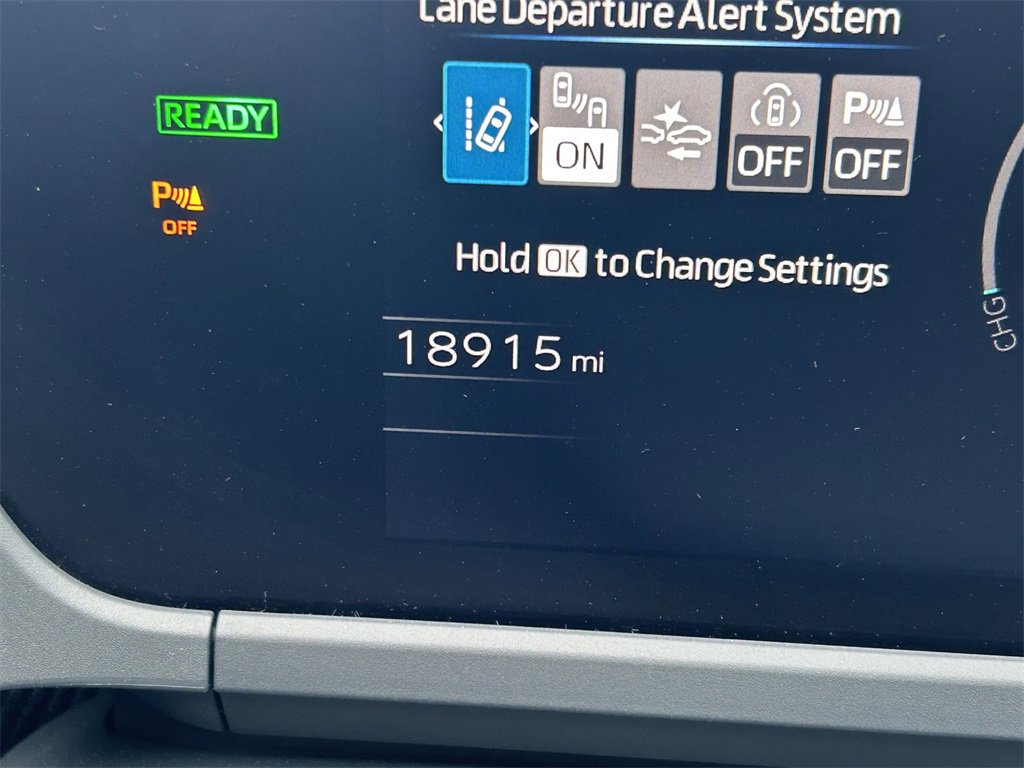 Lane Departure Alert System
READY
ON
OFF
P OFF
P
OFF
Hold OK to Change Settings
18915 mi
CHG